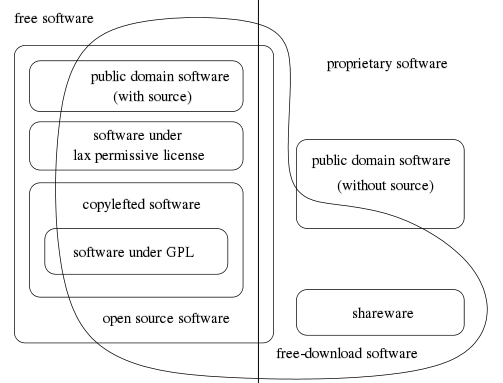 free software
proprietary software
public domain software
(with source)
software under
lax permissive license
public domain software
(without source)
copylefted software
software under GPL
open source software
shareware
free-download software